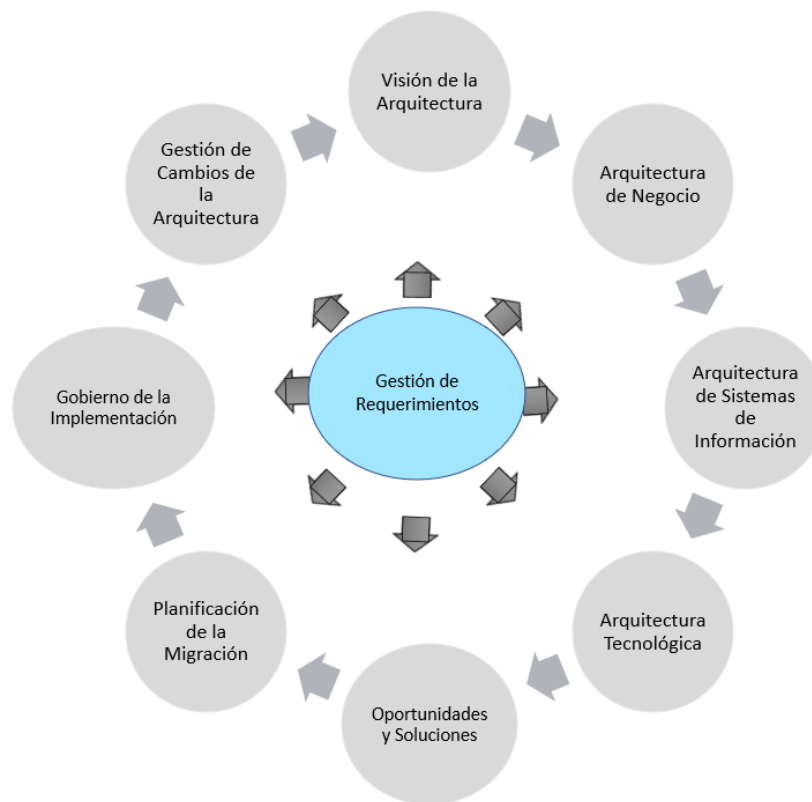 Visión de la
Arquitectura
Arquitectura
de Negocio
Arquitectura
de Sistemas
de
Información
Arquitectura
Tecnológica
Oportunidades
y Soluciones
Planificación
de la
Migración
Gobierno de la
Implementación
Gestión de
Cambios de
la
Arquitectura
Gestión de
Requerimientos